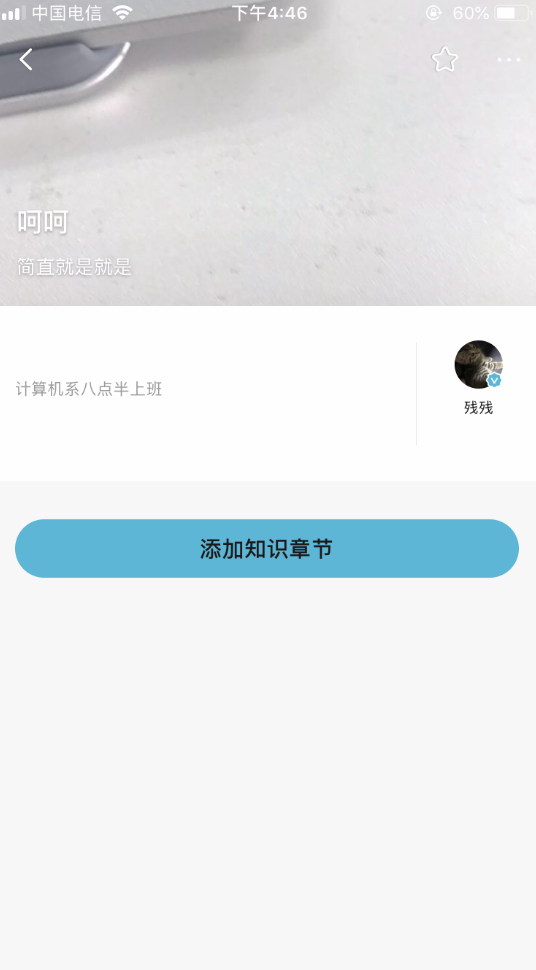 中国电信 下午4:46 60%
呵呵
简直就是就是
计算机系八点半上班
残残
添加知识章节